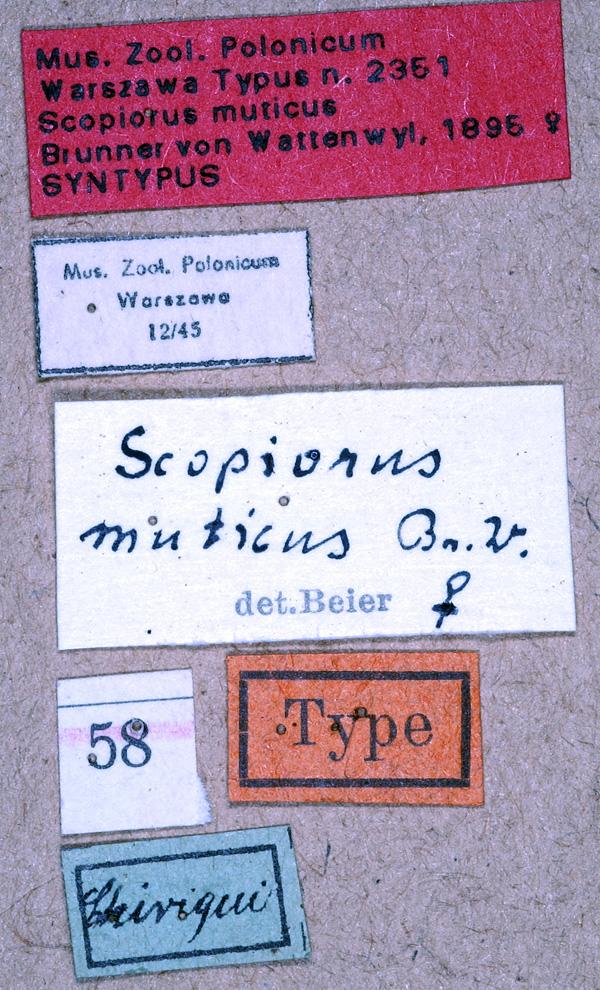 Mus. Zool. Polonicum
Warszawa Typus n. 2351
Scopiorus muticus
Brunner von Wattenwyl, 1895 ♀
SYNTYPUS
Mus. Zool. Polonicum
Warszawa
12/45
Scopiorus
muticus Br.W.
det.Beier ♀
58
Type
Chiriqui